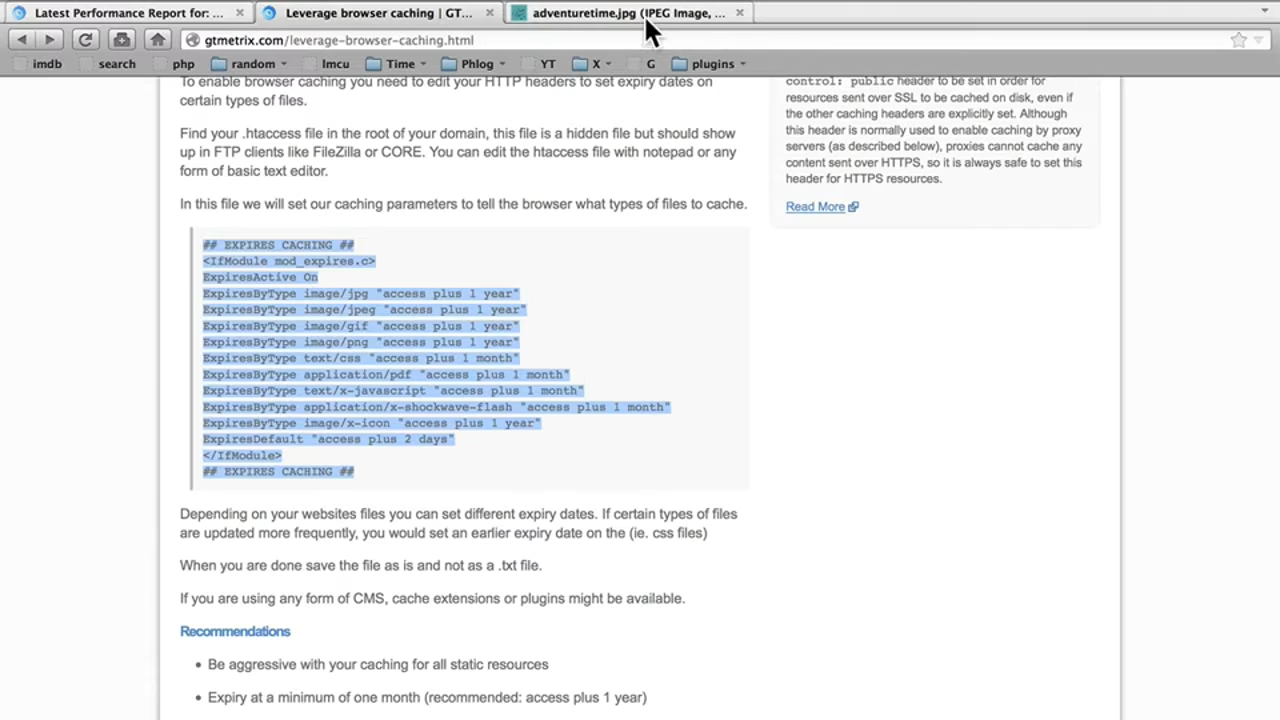 Latest Performance Report for: ...
Leverage browser caching | GT...
adventuretime.jpg (JPEG Image, ...
gtmetrix.com/leverage-browser-caching.html
imdb search php random lmcu Time Phlog YT X G plugins
To enable browser caching you need to edit your HTTP headers to set expiry dates on
certain types of files.
Find your .htaccess file in the root of your domain, this file is a hidden file but should show
up in FTP clients like FileZilla or CORE. You can edit the htaccess file with notepad or any
form of basic text editor.
In this file we will set our caching parameters to tell the browser what types of files to cache.
## EXPIRES CACHING ##
<IfModule mod_expires.c>
ExpiresActive On
ExpiresByType image/jpg "access plus 1 year"
ExpiresByType image/jpeg "access plus 1 year"
ExpiresByType image/gif "access plus 1 year"
ExpiresByType image/png "access plus 1 year"
ExpiresByType text/css "access plus 1 month"
ExpiresByType application/pdf "access plus 1 month"
ExpiresByType text/x-javascript "access plus 1 month"
ExpiresByType application/x-shockwave-flash "access plus 1 month"
ExpiresByType image/x-icon "access plus 1 year"
ExpiresDefault "access plus 2 days"
</IfModule>
## EXPIRES CACHING ##
Depending on your websites files you can set different expiry dates. If certain types of files
are updated more frequently, you would set an earlier expiry date on the (ie. css files)
When you are done save the file as is and not as a .txt file.
If you are using any form of CMS, cache extensions or plugins might be available.
Recommendations
• Be aggressive with your caching for all static resources
• Expiry at a minimum of one month (recommended: access plus 1 year)
control: public header to be set in order for
resources sent over SSL to be cached on disk, even if
the other caching headers are explicitly set. Although
this header is normally used to enable caching by proxy
servers (as described below), proxies cannot cache any
content sent over HTTPS, so it is always safe to set this
header for HTTPS resources.
Read More